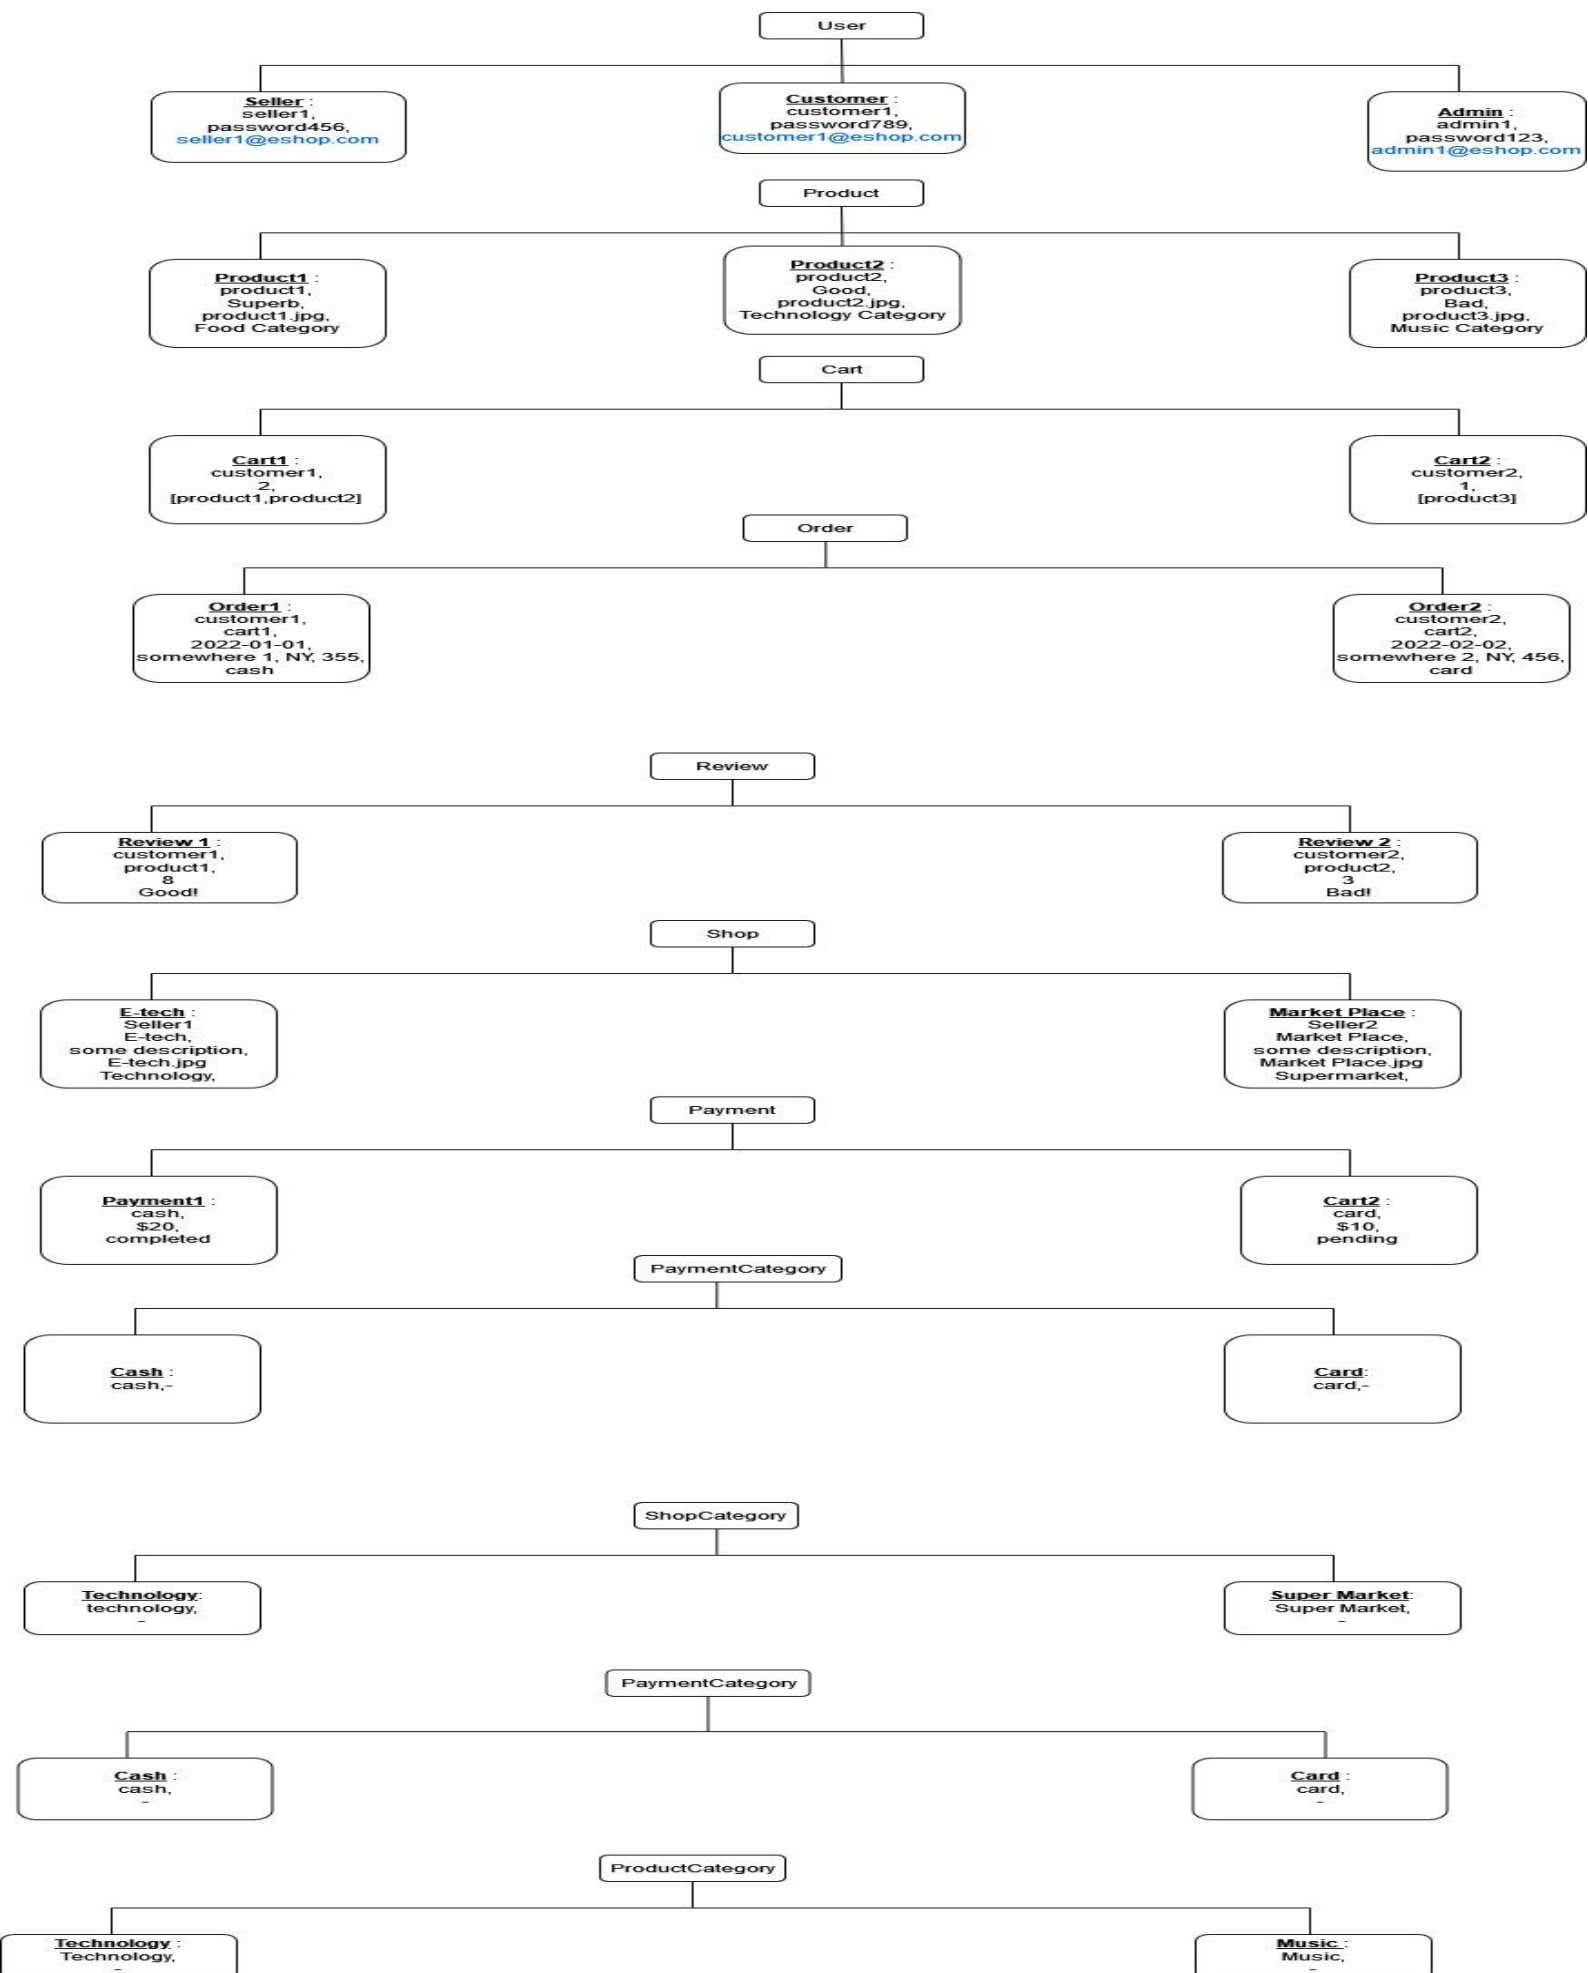 User
Seller :
seller1,
password456,
seller1@eshop.com
Customer :
customer1,
password789,
customer1@eshop.com
Admin :
admin1,
password123,
admin1@eshop.com
Product
Product1 :
product1,
Superb,
product1.jpg,
Food Category
Product2 :
product2,
Good,
product2.jpg,
Technology Category
Product3 :
product3,
Bad,
product3.jpg,
Music Category
Cart
Cart1 :
customer1,
2,
[product1,product2]
Cart2 :
customer2,
1,
[product3]
Order
Order1 :
customer1,
cart1,
2022-01-01,
somewhere 1, NY, 355,
cash
Order2 :
customer2,
cart2,
2022-02-02,
somewhere 2, NY, 456,
card
Review
Review 1 :
customer1,
product1,
8
Good!
Review 2 :
customer2,
product2,
3
Bad!
Shop
E-tech :
Seller1
E-tech,
some description,
E-tech.jpg
Technology,
Market Place :
Seller2
Market Place,
some description,
Market Place.jpg
Supermarket,
Payment
Payment1 :
cash,
$20,
completed
Cart2 :
card,
$10,
pending
PaymentCategory
Cash :
cash,-
Card:
card,-
ShopCategory
Technology:
technology,
-
Super Market:
Super Market,
-
PaymentCategory
Cash :
cash,
-
Card :
card,
-
ProductCategory
Technology :
Technology,
-
Music :
Music,
-